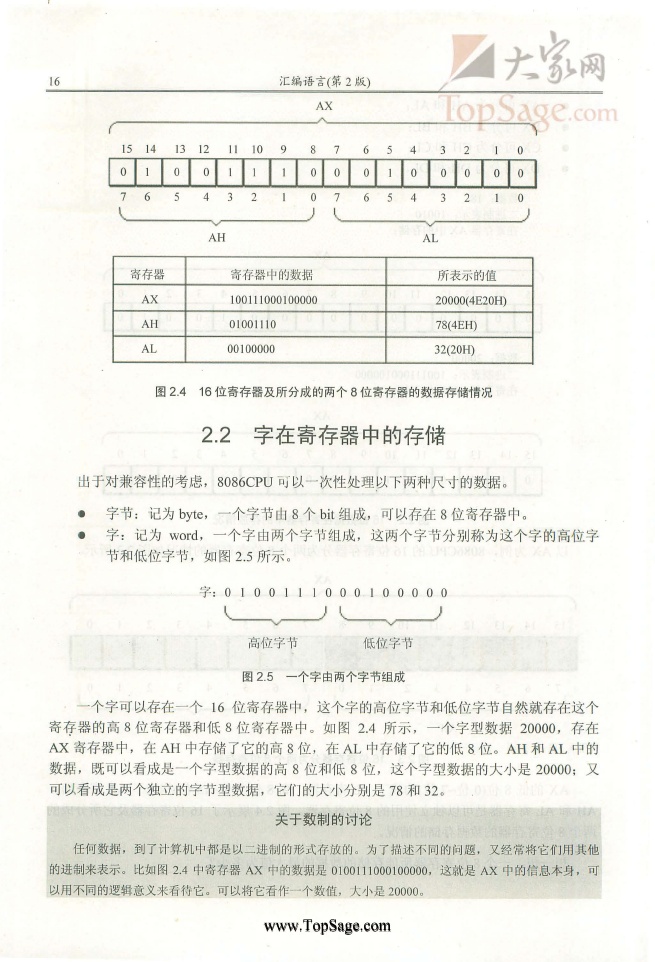 大家网
TopSage.com
16
汇编语言(第 2 版)
AX
15 14 13 12 11 10 9 8 7 6 5 4 3 2 1 0
0 1 0 0 1 1 1 0 0 0 1 0 0 0 0 0
7 6 5 4 3 2 1 0 7 6 5 4 3 2 1 0
AH AL
寄存器 寄存器中的数据 所表示的值
AX 100111000100000 20000(4E20H)
AH 01001110 78(4EH)
AL 00100000 32(20H)
图 2.4 16 位寄存器及所分成的两个 8 位寄存器的数据存储情况
2.2 字在寄存器中的存储
出于对兼容性的考虑，8086CPU 可以一次性处理以下两种尺寸的数据。
● 字节：记为 byte，一个字节由 8 个 bit 组成，可以存在 8 位寄存器中。
● 字：记为 word，一个字由两个字节组成，这两个字节分别称为这个字的高位字
节和低位字节，如图 2.5 所示。
字：0 1 0 0 1 1 1 0 0 0 1 0 0 0 0 0
高位字节 低位字节
图 2.5 一个字由两个字节组成
一个字可以存在一个 16 位寄存器中，这个字的高位字节和低位字节自然就存在这个
寄存器的高 8 位寄存器和低 8 位寄存器中。如图 2.4 所示，一个字型数据 20000，存在
AX 寄存器中，在 AH 中存储了它的高 8 位，在 AL 中存储了它的低 8 位。AH 和 AL 中的
数据，既可以看成是一个字型数据的高 8 位和低 8 位，这个字型数据的大小是 20000；又
可以看成是两个独立的字节型数据，它们的大小分别是 78 和 32。
关于数制的讨论
任何数据，到了计算机中都是以二进制的形式存放的。为了描述不同的问题，又经常将它们用其他
的进制来表示。比如图 2.4 中寄存器 AX 中的数据是 0100111000100000，这就是 AX 中的信息本身，可
以用不同的逻辑意义来看待它。可以将它看作一个数值，大小是 20000。
www.TopSage.com